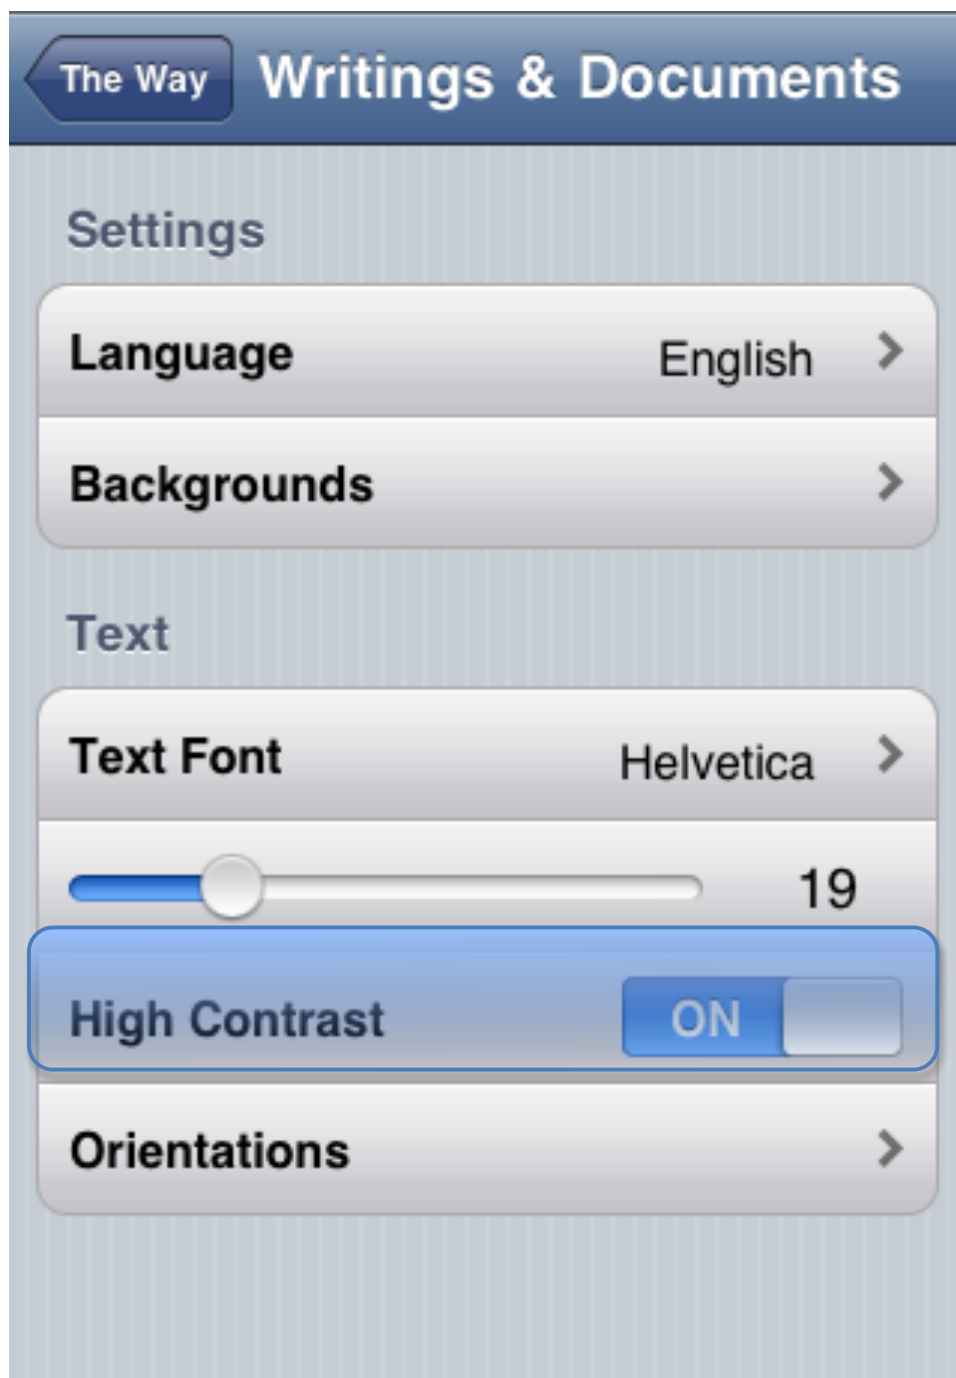 The Way Writings & Documents
Settings
Language English
Backgrounds
Text
Text Font Helvetica
19
High Contrast ON
Orientations